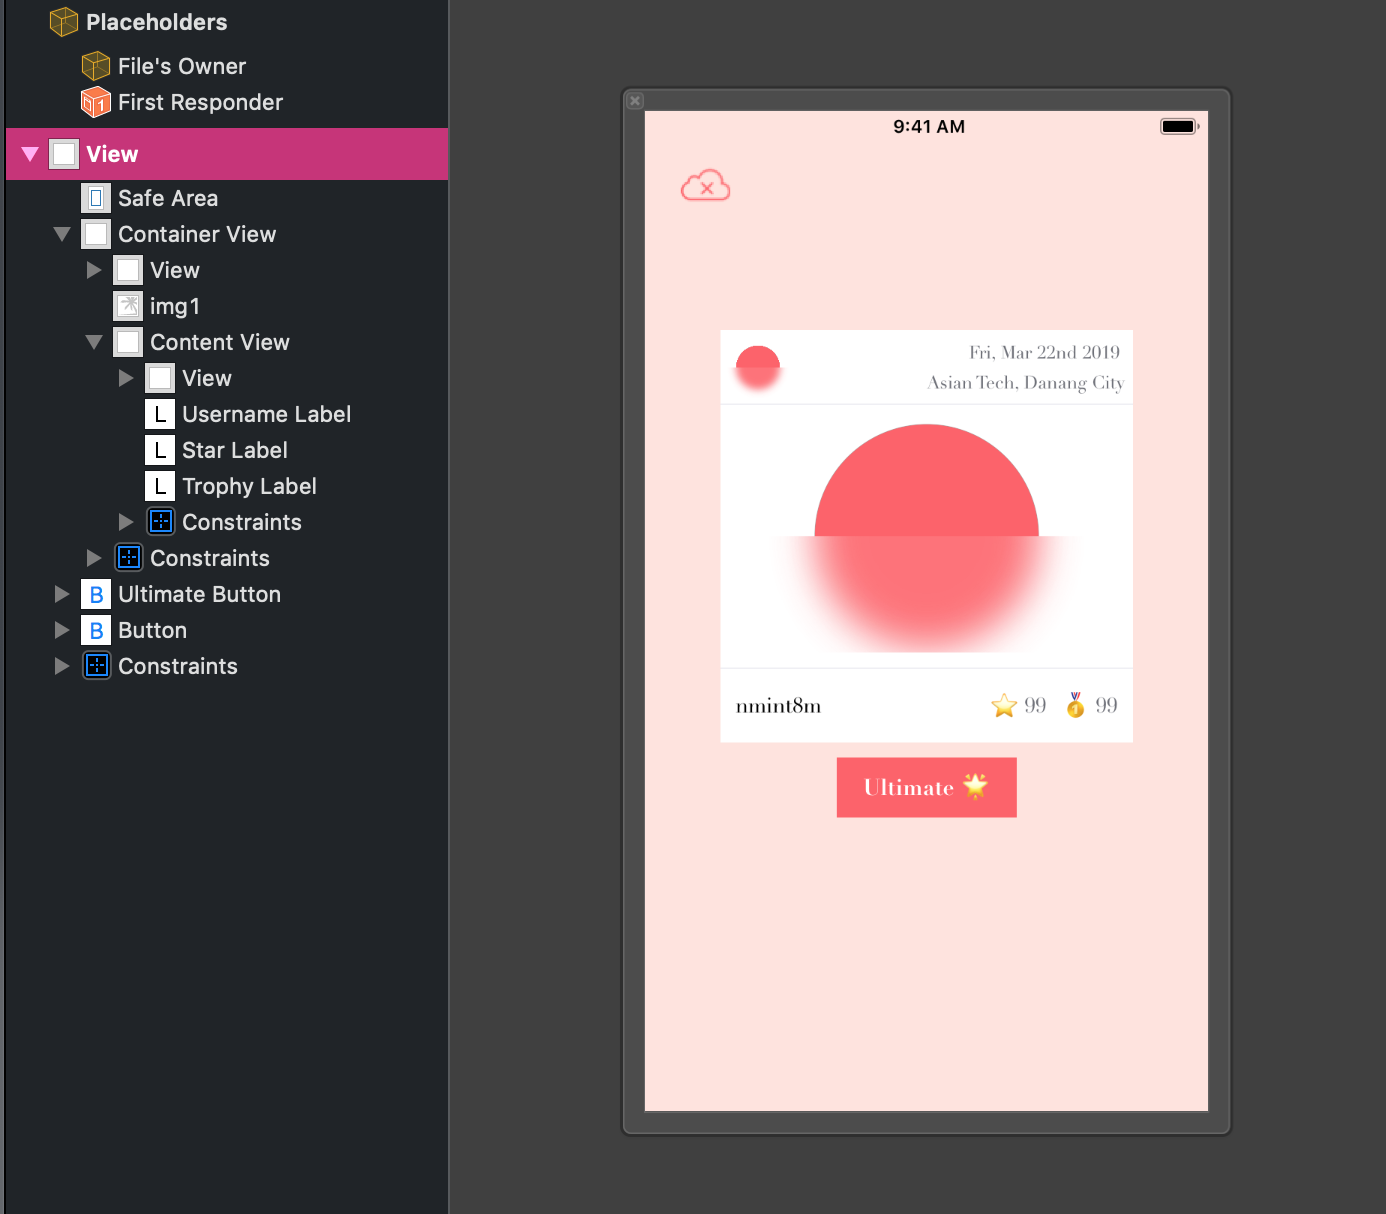 Placeholders
File's Owner
First Responder
View
Safe Area
Container View
View
img1
Content View
View
L Username Label
L Star Label
L Trophy Label
Constraints
Constraints
B Ultimate Button
B Button
Constraints
9:41 AM
Fri, Mar 22nd 2019
Asian Tech, Danang City
nmint8m
⭐ 99 🥇 99
Ultimate 🌟